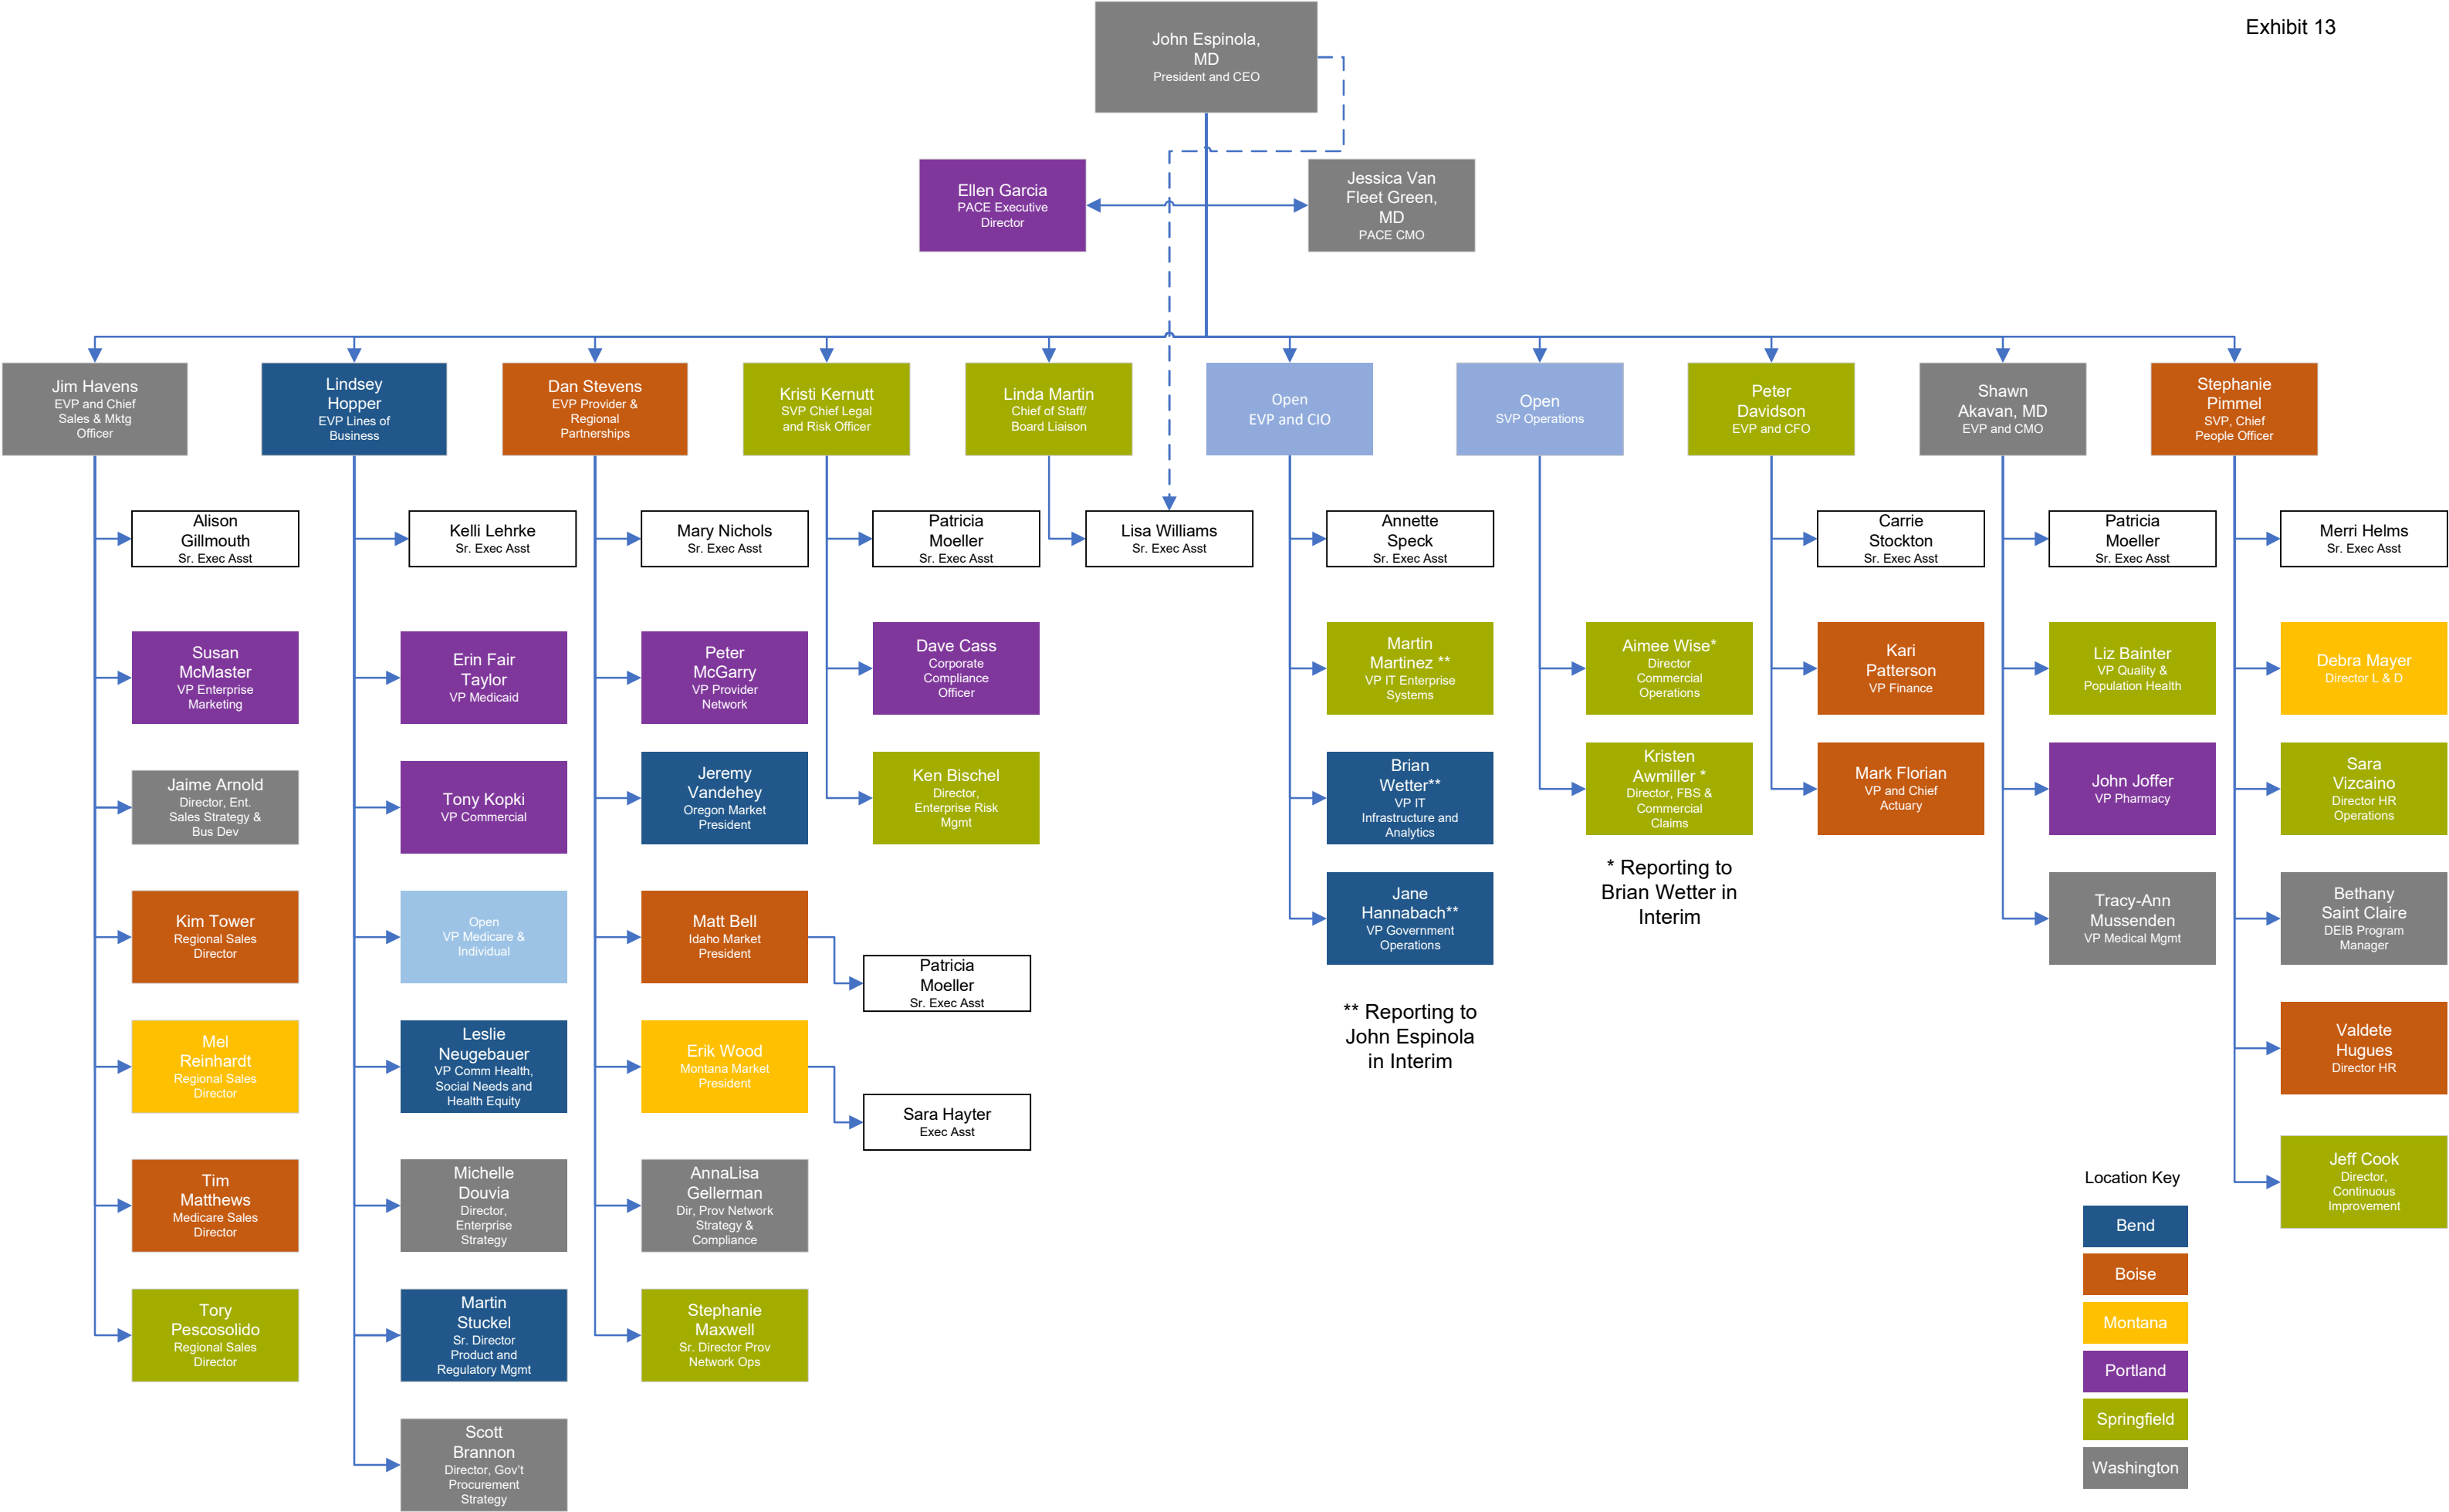 Exhibit 13
John Espinola,
MD
President and CEO
Ellen Garcia
PACE Executive
Director
Jessica Van
Fleet Green,
MD
PACE CMO
Jim Havens
EVP and Chief
Sales & Mktg
Officer
Lindsey
Hopper
EVP Lines of
Business
Dan Stevens
EVP Provider &
Regional
Partnerships
Kristi Kernutt
SVP Chief Legal
and Risk Officer
Linda Martin
Chief of Staff/
Board Liaison
Open
EVP and CIO
Open
SVP Operations
Peter
Davidson
EVP and CFO
Shawn
Akavan, MD
EVP and CMO
Stephanie
Pimmel
SVP, Chief
People Officer
Alison
Gillmouth
Sr. Exec Asst
Kelli Lehrke
Sr. Exec Asst
Mary Nichols
Sr. Exec Asst
Patricia
Moeller
Sr. Exec Asst
Lisa Williams
Sr. Exec Asst
Annette
Speck
Sr. Exec Asst
Carrie
Stockton
Sr. Exec Asst
Patricia
Moeller
Sr. Exec Asst
Merri Helms
Sr. Exec Asst
Susan
McMaster
VP Enterprise
Marketing
Erin Fair
Taylor
VP Medicaid
Peter
McGarry
VP Provider
Network
Dave Cass
Corporate
Compliance
Officer
Martin
Martinez **
VP IT Enterprise
Systems
Aimee Wise*
Director
Commercial
Operations
Kari
Patterson
VP Finance
Liz Bainter
VP Quality &
Population Health
Debra Mayer
Director L & D
Jaime Arnold
Director, Ent.
Sales Strategy &
Bus Dev
Tony Kopki
VP Commercial
Jeremy
Vandehey
Oregon Market
President
Ken Bischel
Director,
Enterprise Risk
Mgmt
Brian
Wetter**
VP IT
Infrastructure and
Analytics
Kristen
Awmiller *
Director, FBS &
Commercial
Claims
Mark Florian
VP and Chief
Actuary
John Joffer
VP Pharmacy
Sara
Vizcaino
Director HR
Operations
* Reporting to
Brian Wetter in
Interim
Kim Tower
Regional Sales
Director
Open
VP Medicare &
Individual
Matt Bell
Idaho Market
President
Patricia
Moeller
Sr. Exec Asst
Jane
Hannabach**
VP Government
Operations
Tracy-Ann
Mussenden
VP Medical Mgmt
Bethany
Saint Claire
DEIB Program
Manager
** Reporting to
John Espinola
in Interim
Mel
Reinhardt
Regional Sales
Director
Leslie
Neugebauer
VP Comm Health,
Social Needs and
Health Equity
Erik Wood
Montana Market
President
Sara Hayter
Exec Asst
Valdete
Hugues
Director HR
Tim
Matthews
Medicare Sales
Director
Michelle
Douvia
Director,
Enterprise
Strategy
AnnaLisa
Gellerman
Dir, Prov Network
Strategy &
Compliance
Jeff Cook
Director,
Continuous
Improvement
Tory
Pescosolido
Regional Sales
Director
Martin
Stuckel
Sr. Director
Product and
Regulatory Mgmt
Stephanie
Maxwell
Sr. Director Prov
Network Ops
Scott
Brannon
Director, Gov't
Procurement
Strategy
Location Key
Bend
Boise
Montana
Portland
Springfield
Washington